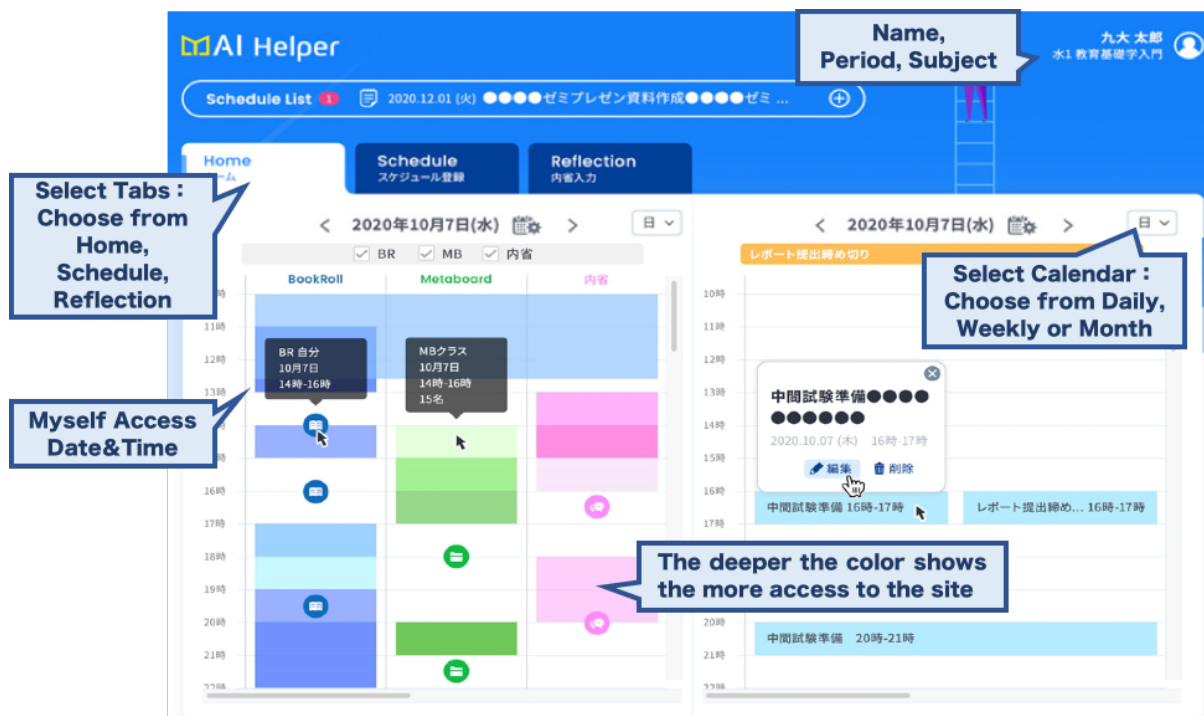 AI Helper
Name,
Period, Subject
九大 太郎
水1 教育基礎学入門
Schedule List 1 2020.12.01 (火) ●●●●ゼミプレゼン資料作成●●●●ゼミ ...
Home
Schedule
スケジュール登録
Reflection
内省入力
Select Tabs：
Choose from
Home,
Schedule,
Reflection
< 2020年10月7日(水) >
日
BR MB 内省
BookRoll Metaboard 内省
11時
12時
13時
16時
17時
18時
19時
20時
21時
22時
BR 自分
10月7日
14時-16時
MBクラス
10月7日
14時-16時
15名
Myself Access
Date&Time
The deeper the color shows
the more access to the site
< 2020年10月7日(水) >
日
レポート提出締め切り
Select Calendar：
Choose from Daily,
Weekly or Month
10時
11時
12時
13時
14時
15時
16時
17時
18時
19時
20時
21時
22時
中間試験準備●●●●
●●●●●●
2020.10.07 (木) 16時-17時
編集 削除
中間試験準備 16時-17時
レポート提出締め... 16時-17時
中間試験準備 20時-21時